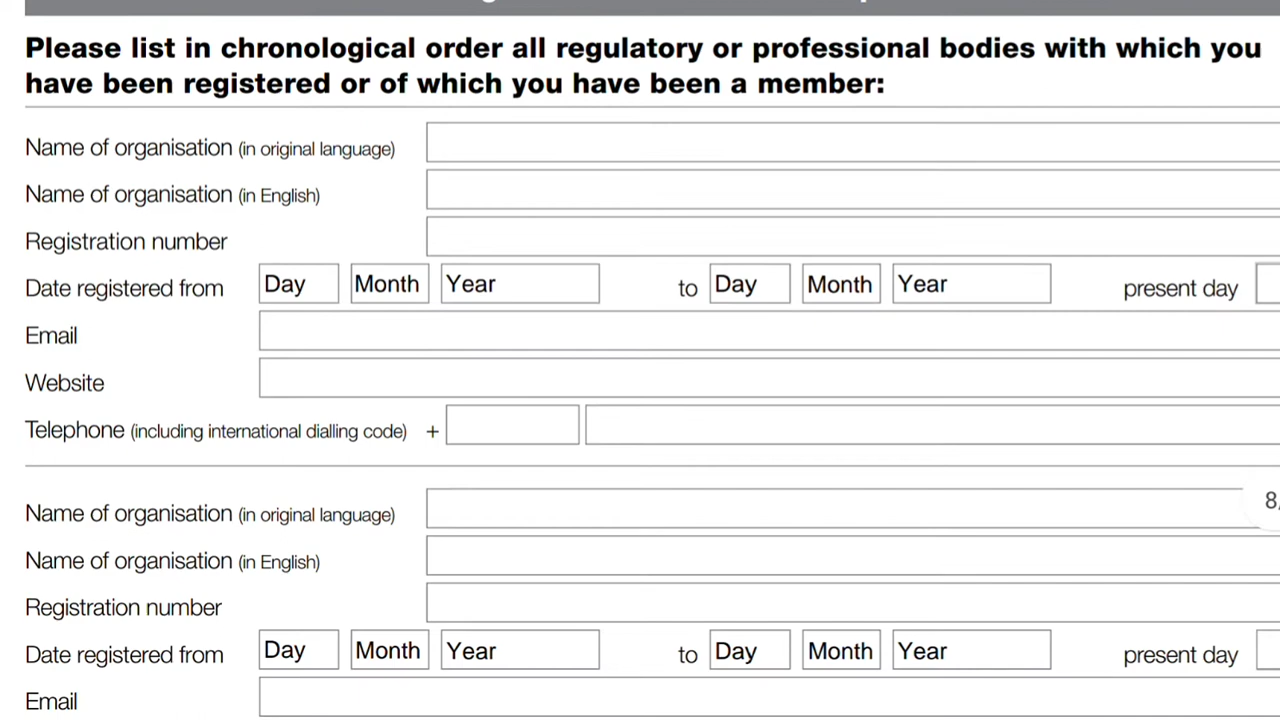 Please list in chronological order all regulatory or professional bodies with which you
have been registered or of which you have been a member:
Name of organisation (in original language)
Name of organisation (in English)
Registration number
Date registered from Day Month Year to Day Month Year present day
Email
Website
Telephone (including international dialling code) +
Name of organisation (in original language)
8/
Name of organisation (in English)
Registration number
Date registered from Day Month Year to Day Month Year present day
Email